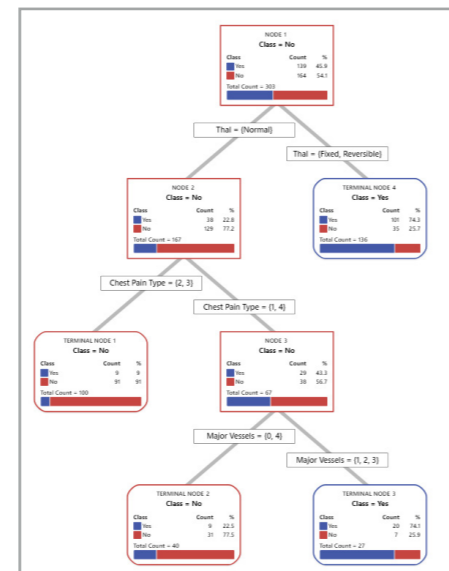 NODE 1
Class = No
Class Count %
Yes 139 45.9
No 164 54.1
Total Count = 303
Thal = {Normal}
Thal = {Fixed, Reversible}
NODE 2
Class = No
Class Count %
Yes 38 22.8
No 129 77.2
Total Count = 167
TERMINAL NODE 4
Class = Yes
Class Count %
Yes 101 74.3
No 35 25.7
Total Count = 136
Chest Pain Type = {2, 3}
Chest Pain Type = {1, 4}
TERMINAL NODE 1
Class = No
Class Count %
Yes 9 9
No 91 91
Total Count = 100
NODE 3
Class = No
Class Count %
Yes 29 43.3
No 38 56.7
Total Count = 67
Major Vessels = {0, 4}
Major Vessels = {1, 2, 3}
TERMINAL NODE 2
Class = No
Class Count %
Yes 9 22.5
No 31 77.5
Total Count = 40
TERMINAL NODE 3
Class = Yes
Class Count %
Yes 20 74.1
No 7 25.9
Total Count = 27